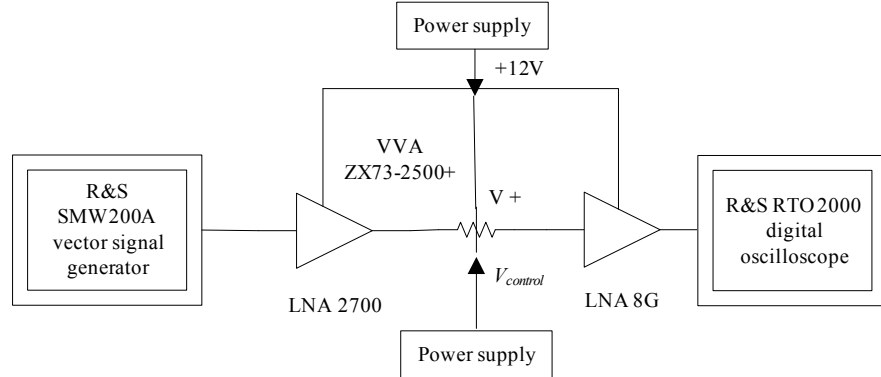 Power supply
+12V
VVA
ZX73-2500+
V +
R&S
SMW200A
vector signal
generator
R&S RTO2000
digital
oscilloscope
LNA 2700
Vcontrol
LNA 8G
Power supply